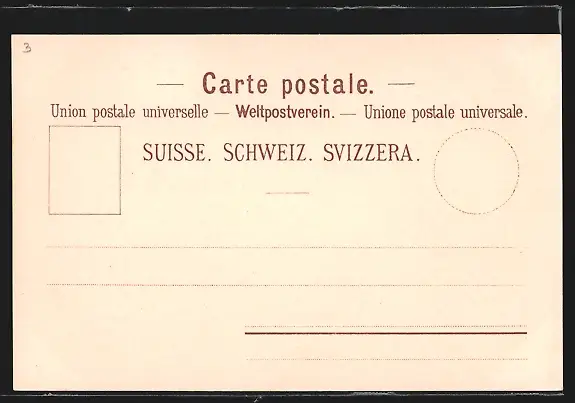 3
— Carte postale. —
Union postale universelle — Weltpostverein. — Unione postale universale.
SUISSE. SCHWEIZ. SVIZZERA.